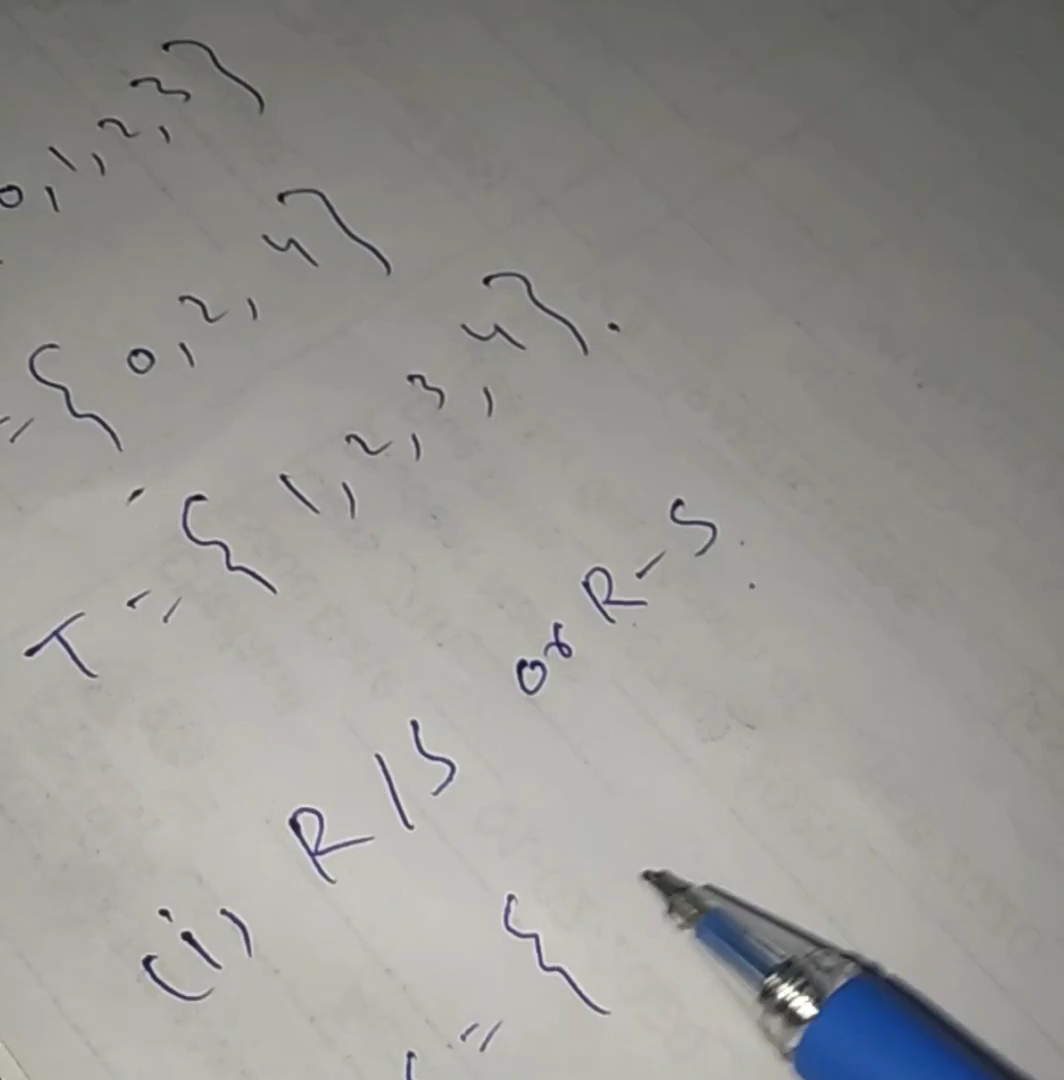 0, 1, 2, 3}
= { 0, 2, 4}
T = { 1, 2, 3, 4}.
(i) R / S or R - S.
= {